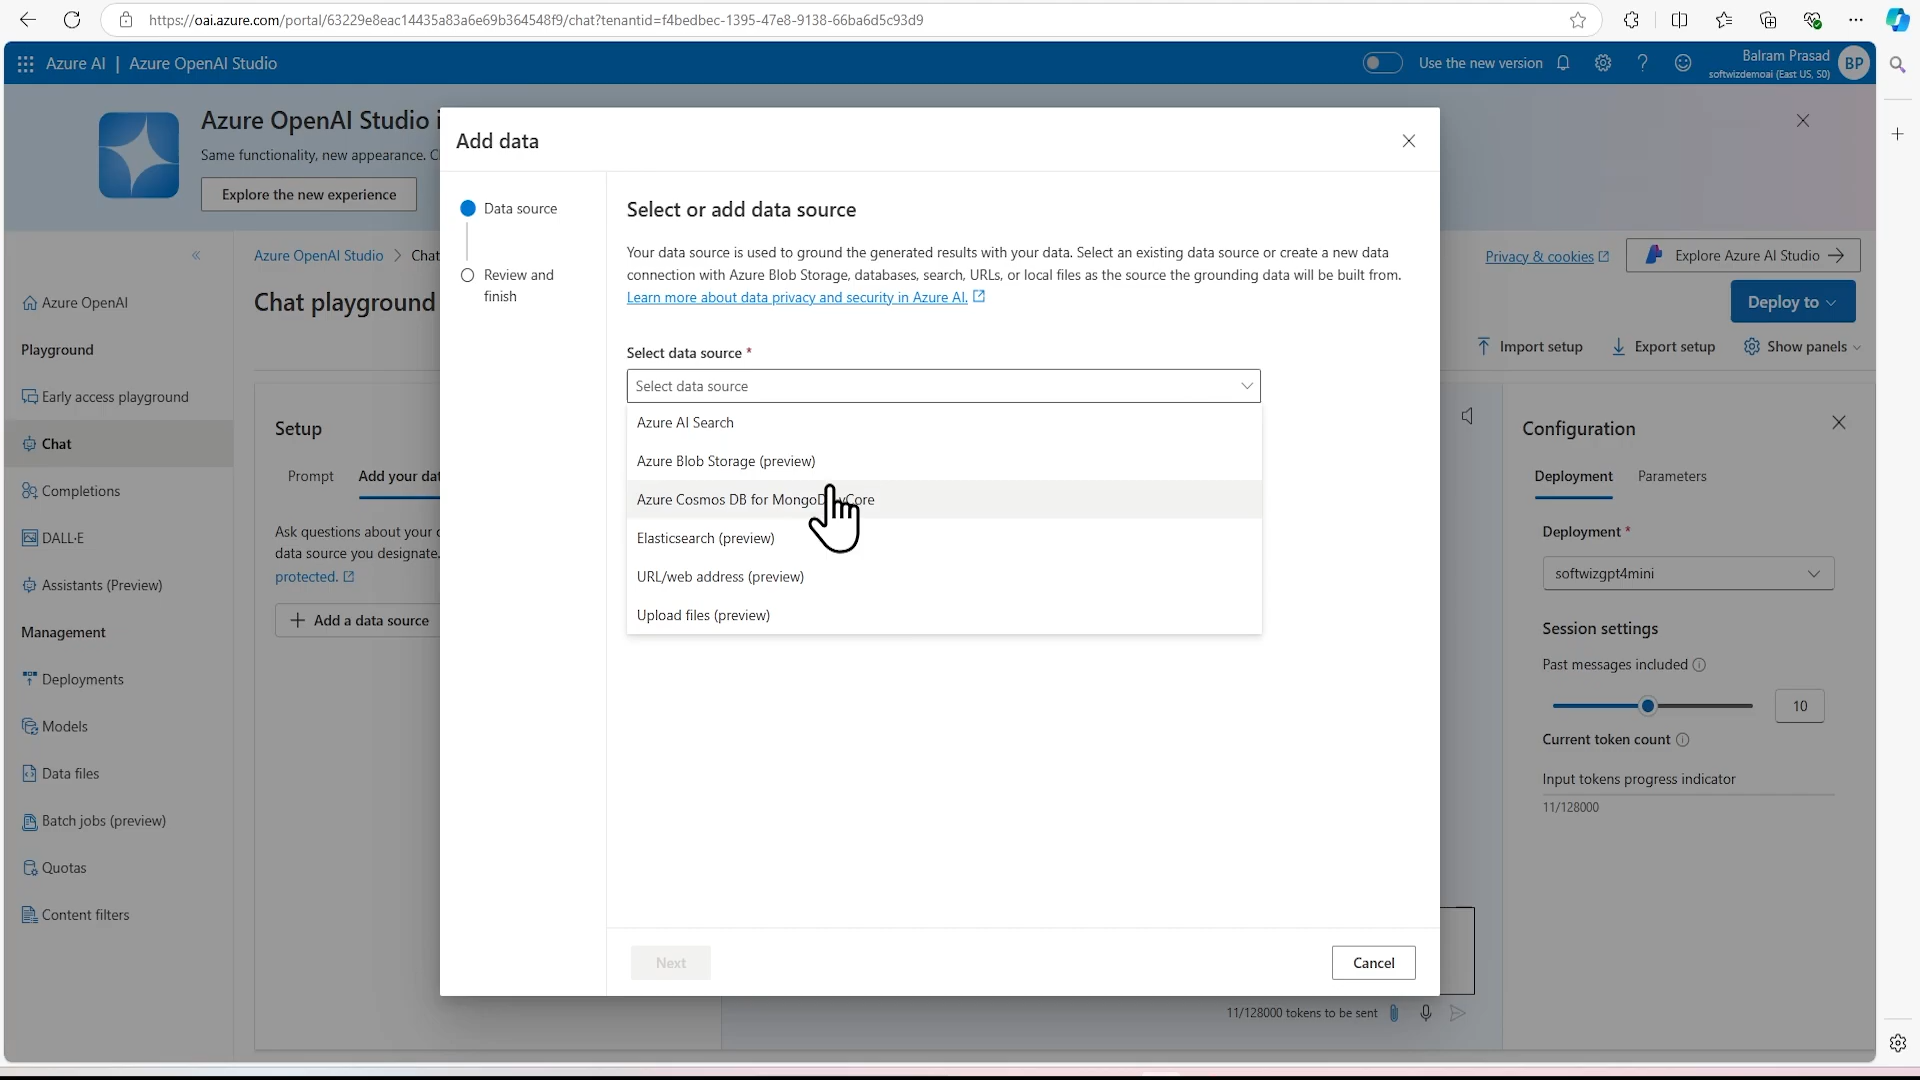 https://oai.azure.com/portal/63229e8eac14435a83a6e69b364548f9/chat?tenantid=f4bedbec-1395-47e8-9138-66ba6d5c93d9
Azure AI | Azure OpenAI Studio
Use the new version
Balram Prasad
softwizdemoai (East US, S0)
BP
Azure OpenAI Studio i
Same functionality, new appearance. C
Explore the new experience
Azure OpenAI
Playground
Early access playground
Chat
Completions
DALL·E
Assistants (Preview)
Management
Deployments
Models
Data files
Batch jobs (preview)
Quotas
Content filters
Azure OpenAI Studio > Chat
Chat playground
Privacy & cookies
Explore Azure AI Studio
Deploy to
Import setup
Export setup
Show panels
Setup
Prompt
Add your dat
Ask questions about your
data source you designate.
protected.
Add a data source
Add data
Data source
Review and
finish
Select or add data source
Your data source is used to ground the generated results with your data. Select an existing data source or create a new data
connection with Azure Blob Storage, databases, search, URLs, or local files as the source the grounding data will be built from.
Learn more about data privacy and security in Azure AI.
Select data source *
Select data source
Azure AI Search
Azure Blob Storage (preview)
Azure Cosmos DB for MongoD Core
Elasticsearch (preview)
URL/web address (preview)
Upload files (preview)
Next
Cancel
11/128000 tokens to be sent
Configuration
Deployment
Parameters
Deployment *
softwizgpt4mini
Session settings
Past messages included
10
Current token count
Input tokens progress indicator
11/128000